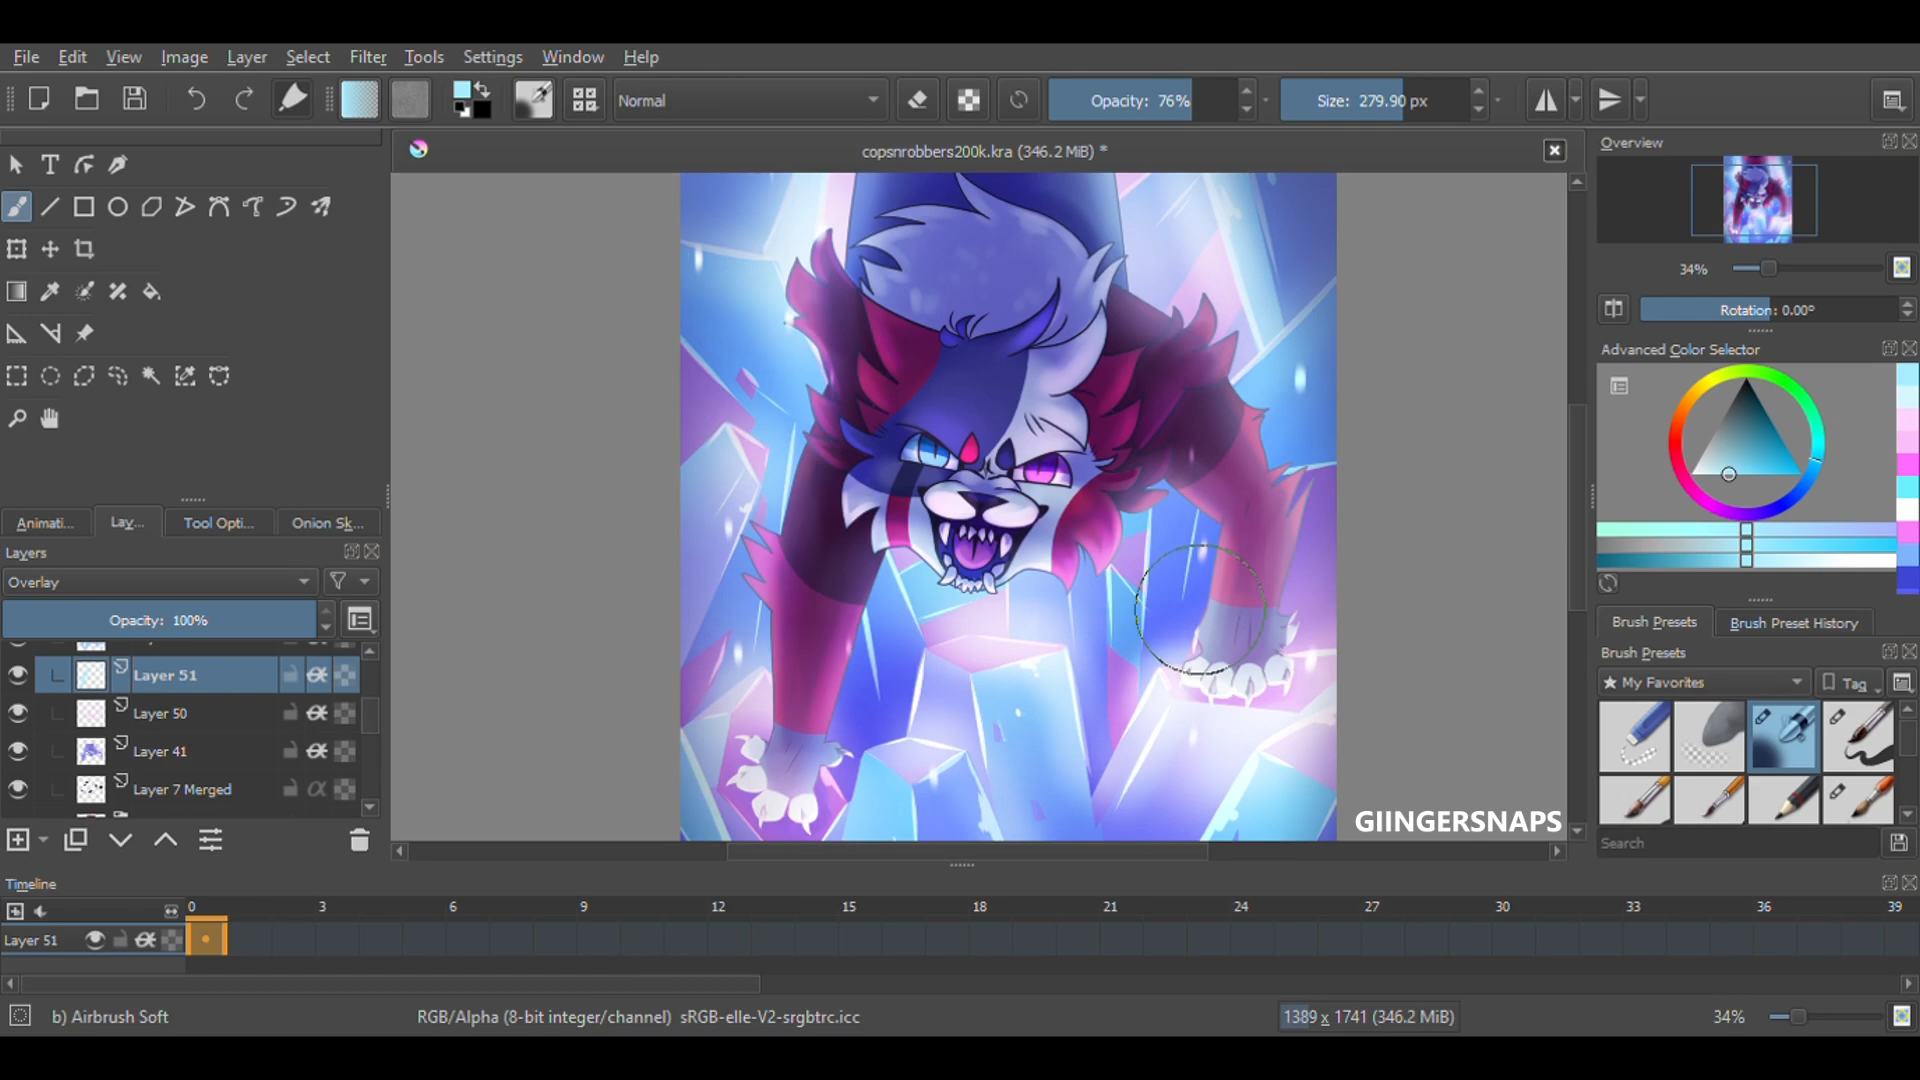 File Edit View Image Layer Select Filter Tools Settings Window Help
Normal Opacity: 76% Size: 279.90 px
copsnrobbers200k.kra (346.2 MiB) *
Overview
34%
Rotation: 0.00°
Advanced Color Selector
Animati... Lay... Tool Opti... Onion Sk...
Layers
Overlay
Opacity: 100%
Layer 51
Layer 50
Layer 41
Layer 7 Merged
Brush Presets Brush Preset History
Brush Presets
My Favorites Tag
Search
GIINGERSNAPS
Timeline
0 3 6 9 12 15 18 21 24 27 30 33 36 39
Layer 51
b) Airbrush Soft RGB/Alpha (8-bit integer/channel) sRGB-elle-V2-srgbtrc.icc 1389 x 1741 (346.2 MiB) 34%